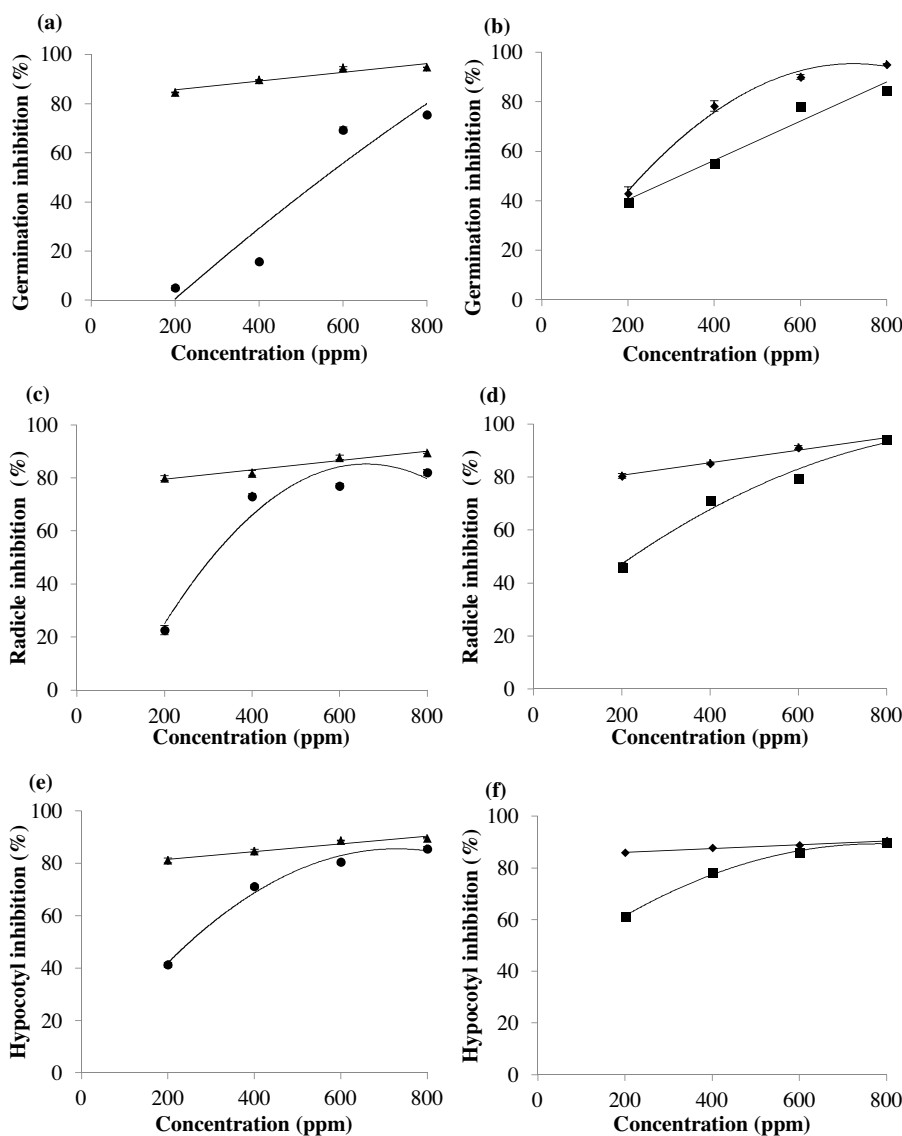 (a)
Germination inhibition (%)
100
80
60
40
20
0
0 200 400 600 800
Concentration (ppm)
(b)
Germination inhibition (%)
100
80
60
40
20
0
0 200 400 600 800
Concentration (ppm)
(c)
Radicle inhibition (%)
100
80
60
40
20
0
0 200 400 600 800
Concentration (ppm)
(d)
Radicle inhibition (%)
100
80
60
40
20
0
0 200 400 600 800
Concentration (ppm)
(e)
Hypocotyl inhibition (%)
100
80
60
40
20
0
0 200 400 600 800
Concentration (ppm)
(f)
Hypocotyl inhibition (%)
100
80
60
40
20
0
0 200 400 600 800
Concentration (ppm)